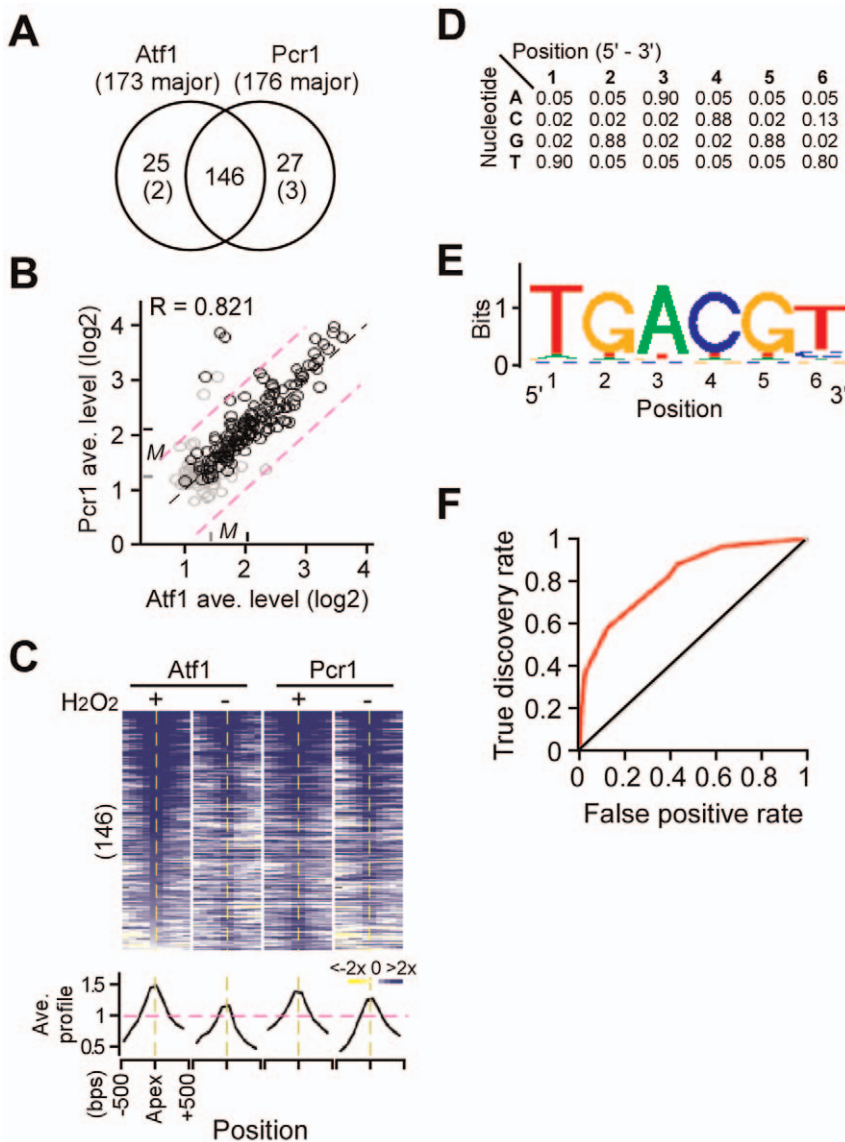 A
Atf1
Pcr1
(173 major)
(176 major)
25
(2)
146
27
(3)
B
R = 0.821
Pcr1 ave. level (log2)
4
3
2
1
0
M
M
1
2
3
4
Atf1 ave. level (log2)
C
Atf1
Pcr1
H2O2
+
-
+
-
(146)
<-2x 0 >2x
Ave.
profile
1.5
1
0.5
(bps)
-500
Apex
+500
Position
D
Position (5' - 3')
Nucleotide
1 2 3 4 5 6
A 0.05 0.05 0.90 0.05 0.05 0.05
C 0.02 0.02 0.02 0.88 0.02 0.13
G 0.02 0.88 0.02 0.02 0.88 0.02
T 0.90 0.05 0.05 0.05 0.05 0.80
E
Bits
1
0
TGACGT
1 2 3 4 5 6
5'
3'
Position
F
True discovery rate
1
0.8
0.6
0.4
0.2
0
0 0.2 0.4 0.6 0.8 1
False positive rate